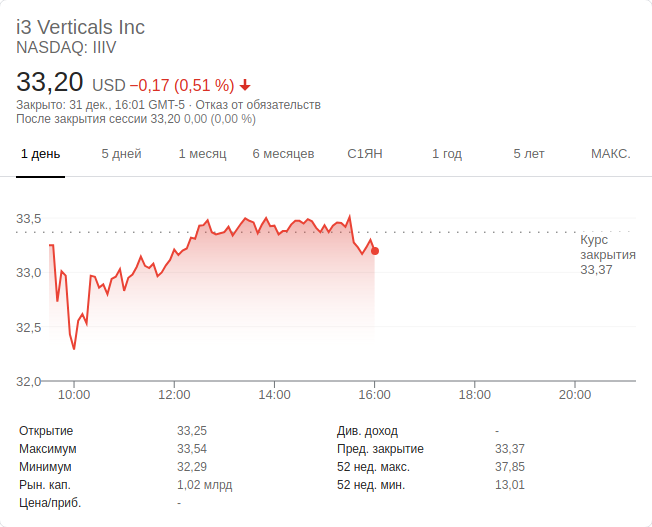 i3 Verticals Inc
NASDAQ: IIIV
33,20 USD −0,17 (0,51 %)
Закрыто: 31 дек., 16:01 GMT-5 · Отказ от обязательств
После закрытия сессии 33,20 0,00 (0,00 %)
1 день 5 дней 1 месяц 6 месяцев С1ЯН 1 год 5 лет МАКС.
33,5
Курс
закрытия
33,37
33,0
32,5
32,0
10:00 12:00 14:00 16:00 18:00 20:00
Открытие 33,25 Див. доход -
Максимум 33,54 Пред. закрытие 33,37
Минимум 32,29 52 нед. макс. 37,85
Рын. кап. 1,02 млрд 52 нед. мин. 13,01
Цена/приб. -